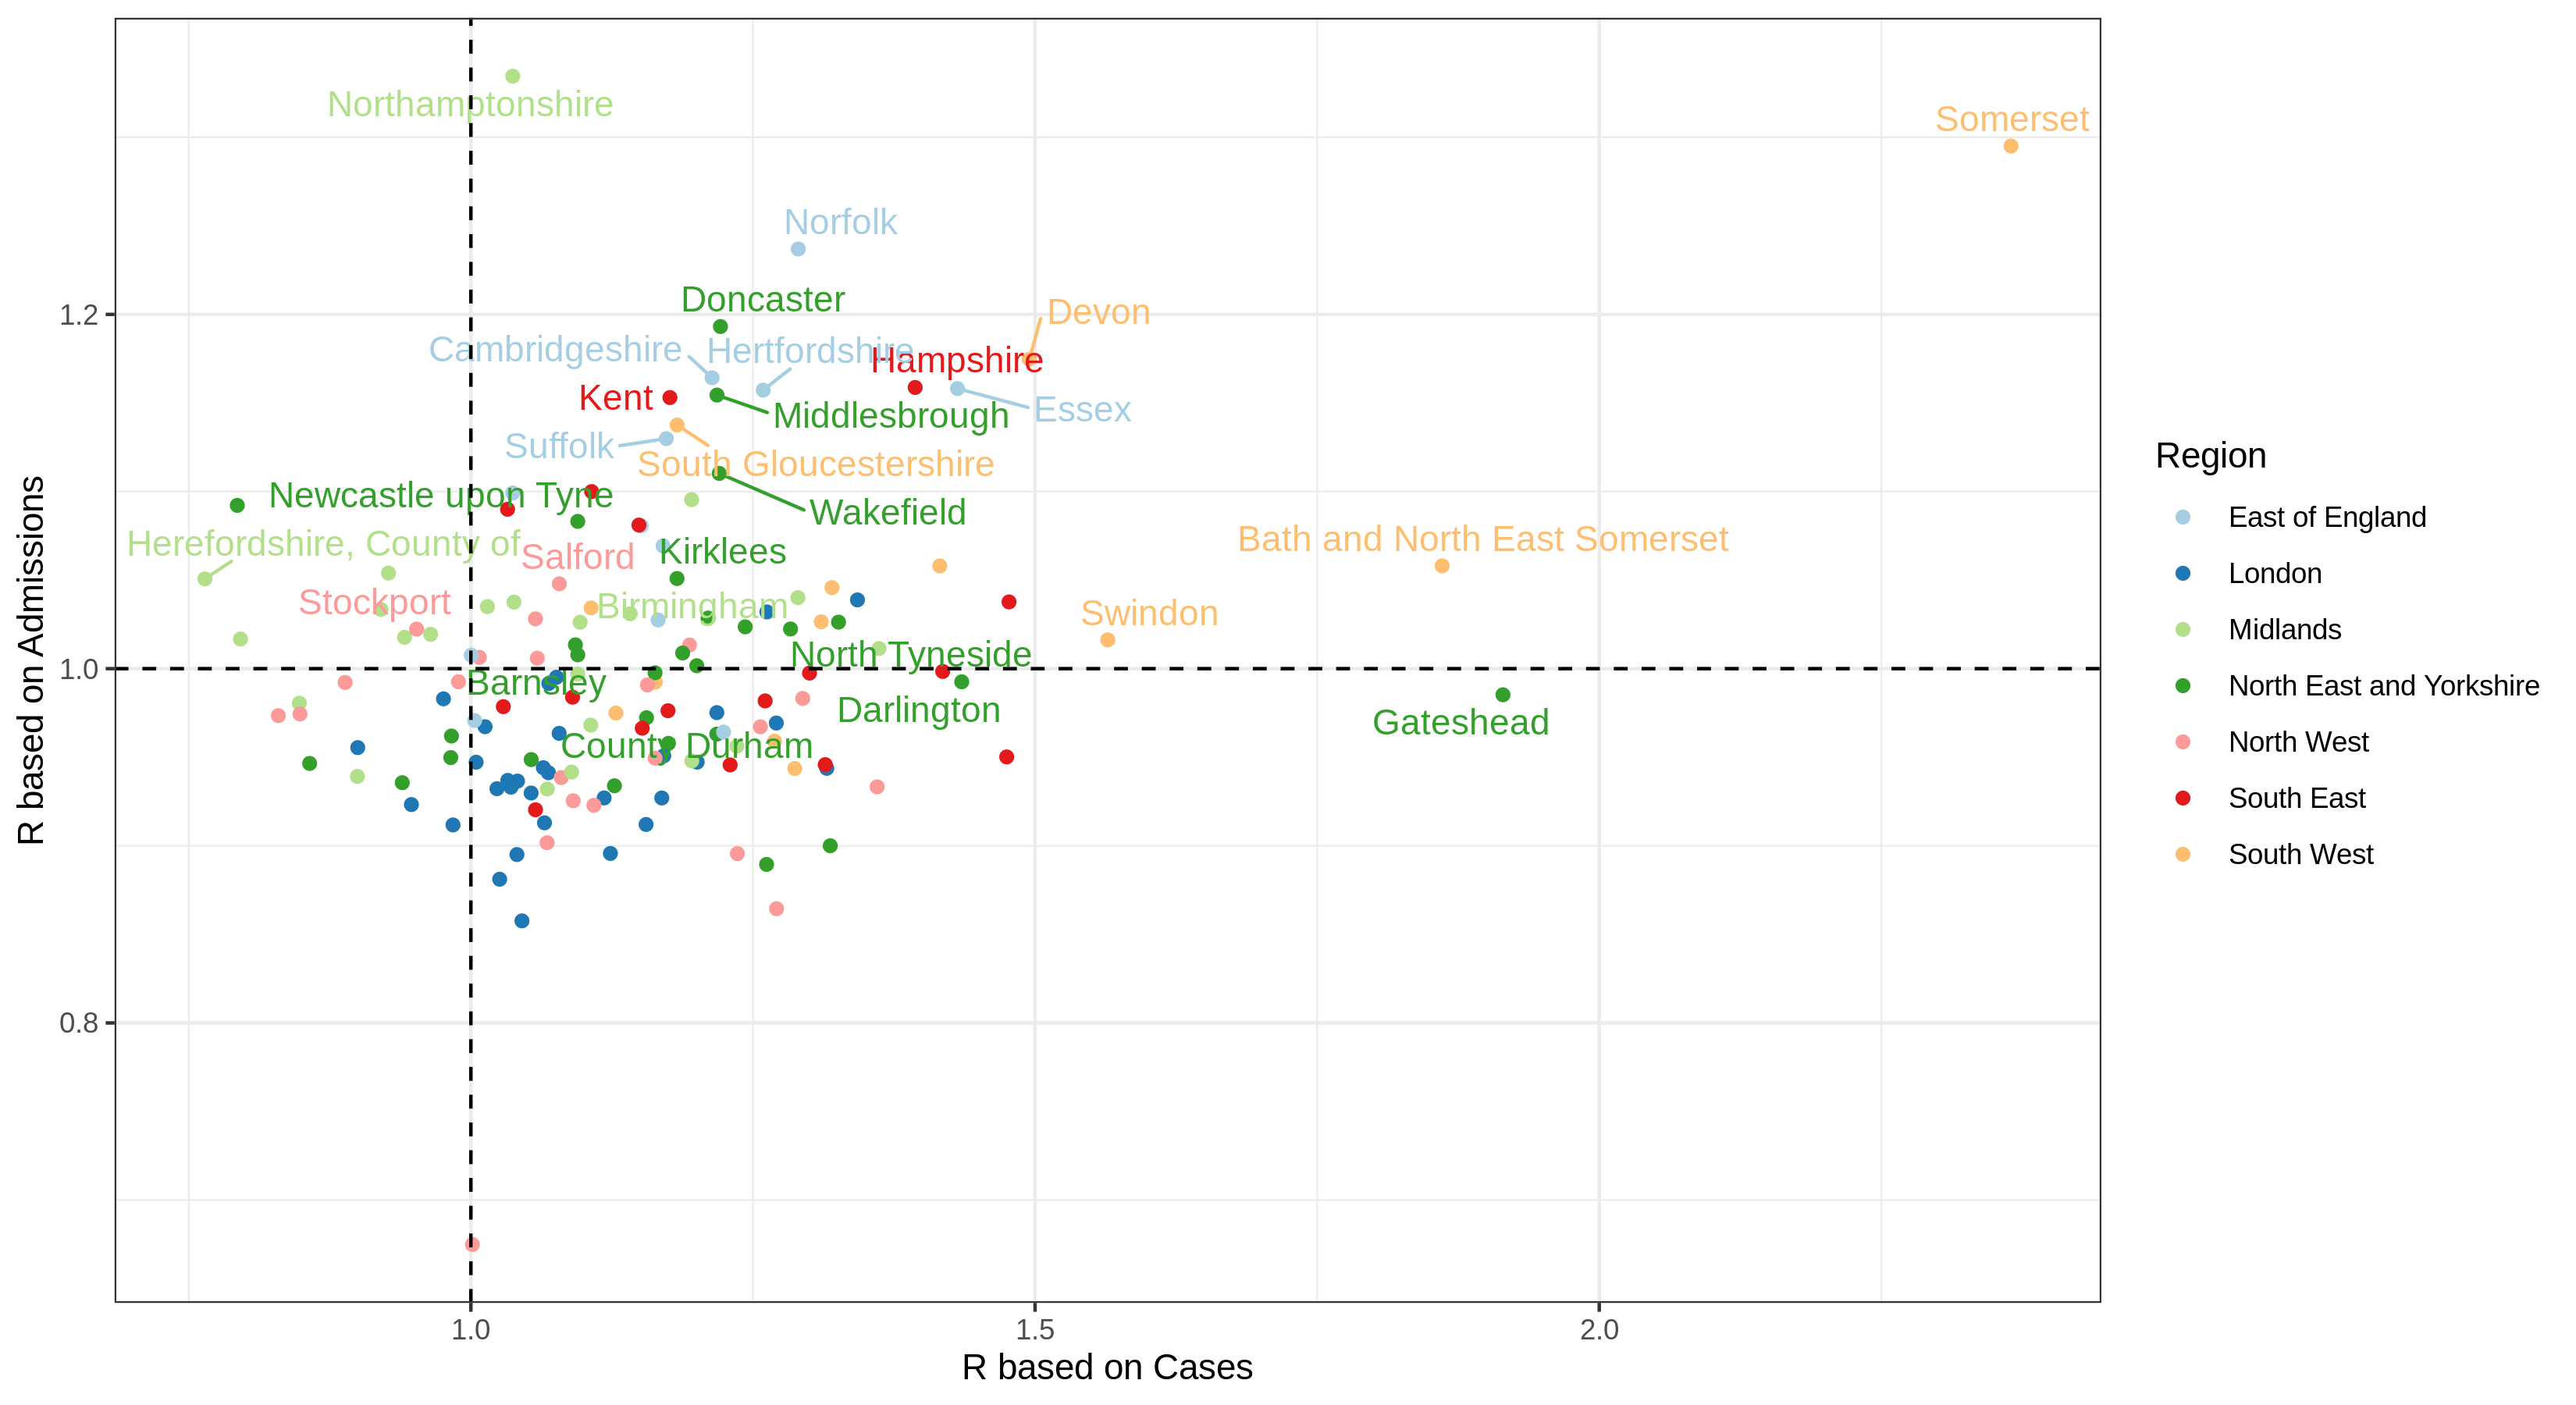 Northamptonshire
Somerset
Norfolk
Doncaster
Devon
Cambridgeshire
Hertfordshire
Hampshire
Kent
Middlesbrough
Essex
Suffolk
South Gloucestershire
Newcastle upon Tyne
Wakefield
Herefordshire, County of
Salford
Kirklees
Bath and North East Somerset
Stockport
Birmingham
Swindon
North Tyneside
Barnsley
Darlington
Gateshead
County Durham
1.2
1.0
0.8
R based on Admissions
1.0
1.5
2.0
R based on Cases
Region
East of England
London
Midlands
North East and Yorkshire
North West
South East
South West